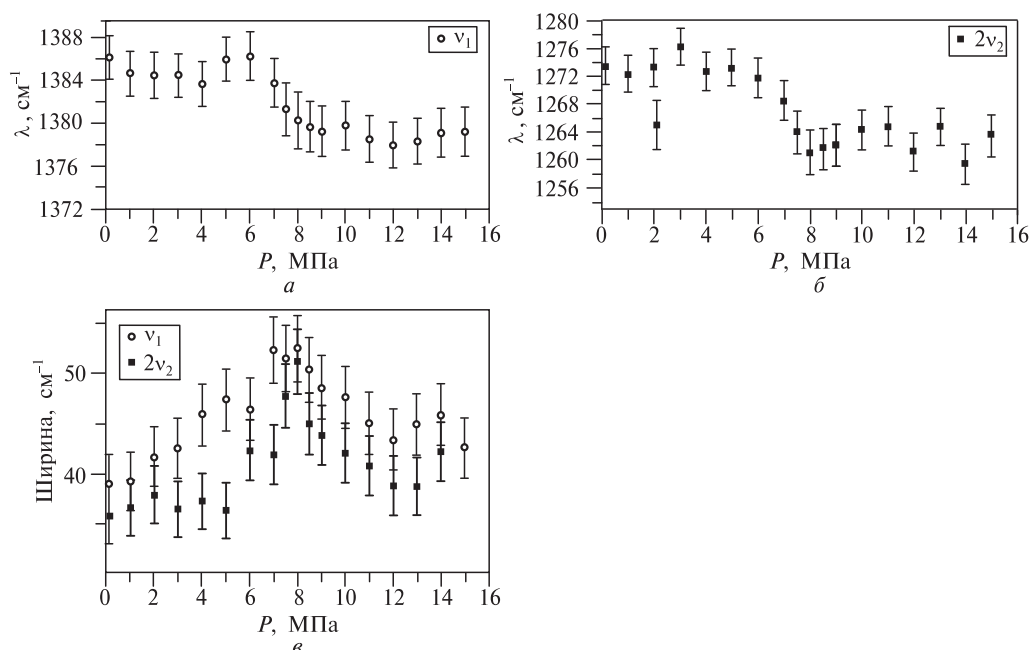 ν₁
1388
1384
1380
1376
1372
λ, см⁻¹
0 2 4 6 8 10 12 14 16
P, МПа
а
2ν₂
1280
1276
1272
1268
1264
1260
1256
λ, см⁻¹
0 2 4 6 8 10 12 14 16
P, МПа
б
ν₁
2ν₂
50
40
Ширина, см⁻¹
0 2 4 6 8 10 12 14 16
P, МПа
в